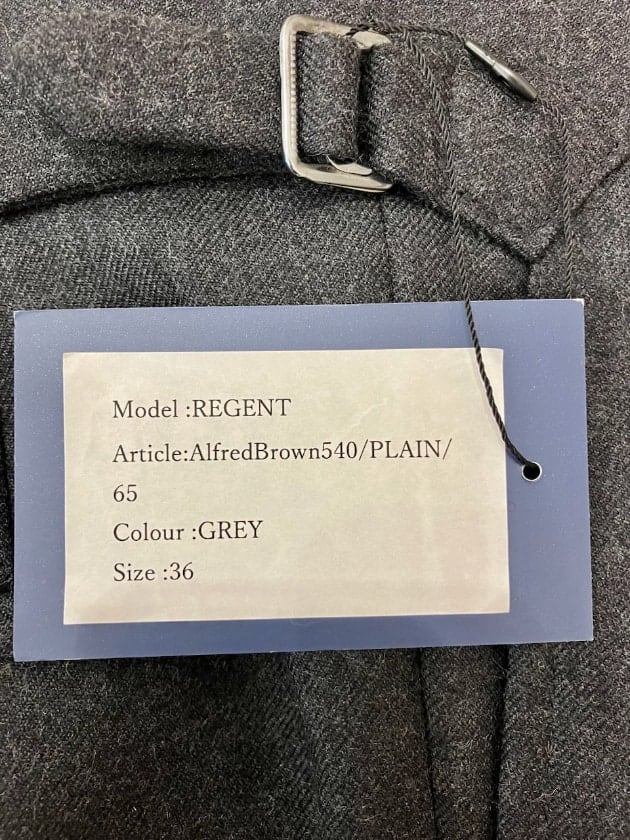 Model :REGENT
Article:AlfredBrown540/PLAIN/
65
Colour :GREY
Size :36